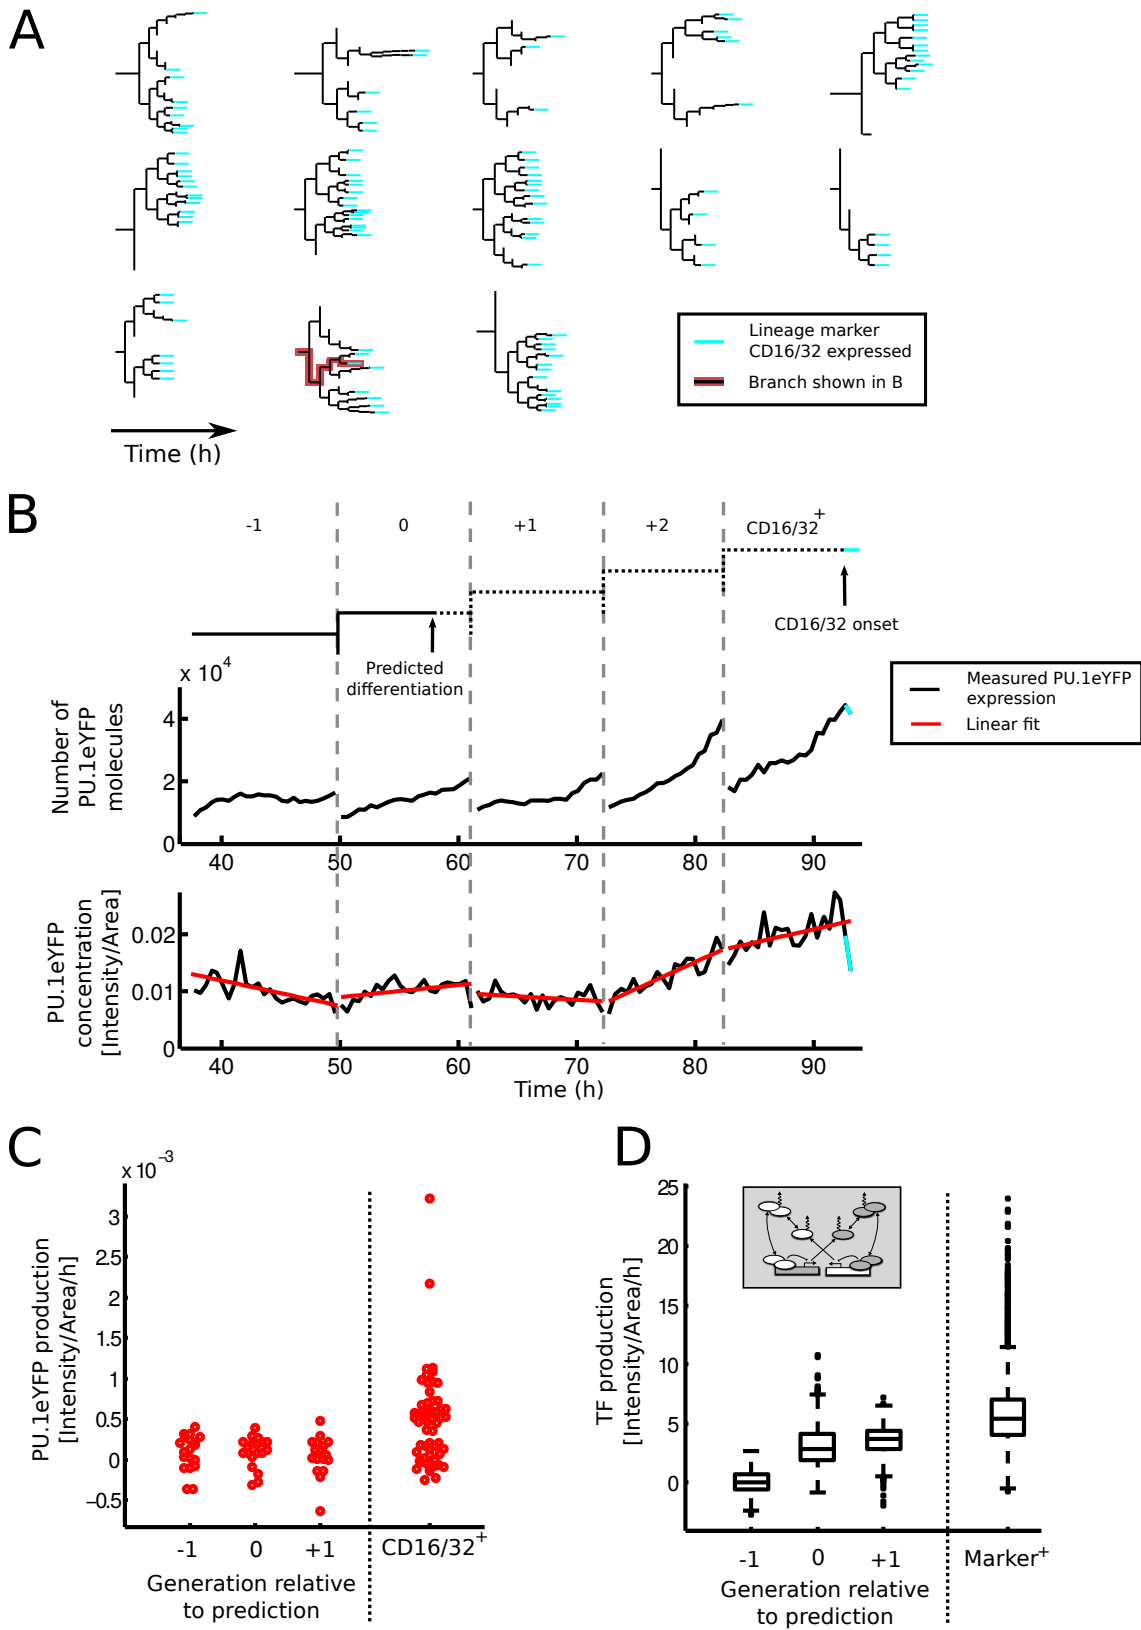 A
Lineage marker
CD16/32 expressed
Branch shown in B
Time (h)
B
-1
0
+1
+2
CD16/32+
CD16/32 onset
Predicted
differentiation
x 10^4
Number of
PU.1eYFP
molecules
4
2
0
40
50
60
70
80
90
Measured PU.1eYFP
expression
Linear fit
PU.1eYFP
concentration
[Intensity/Area]
0.02
0.01
0
40
50
60
70
80
90
Time (h)
C
x 10^−3
PU.1eYFP production
[Intensity/Area/h]
3
2.5
2
1.5
1
0.5
0
−0.5
-1
0
+1
CD16/32+
Generation relative
to prediction
D
TF production
[Intensity/Area/h]
25
20
15
10
5
0
-1
0
+1
Marker+
Generation relative
to prediction